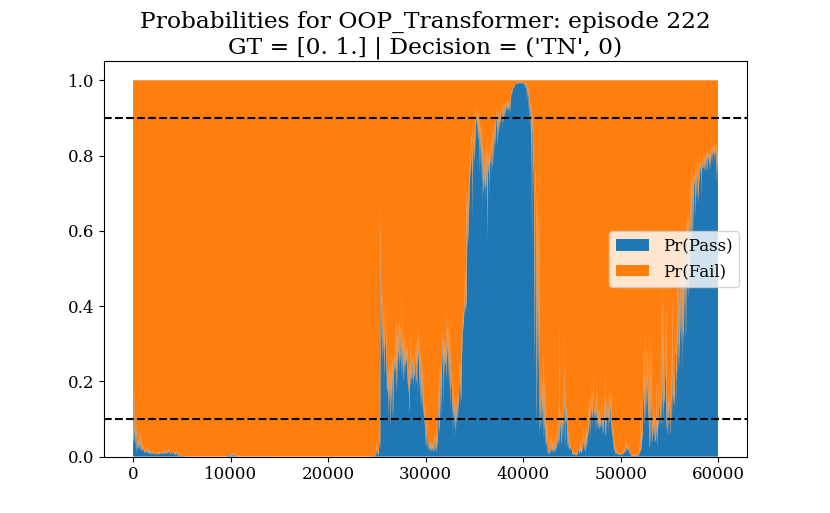 Probabilities for OOP_Transformer: episode 222
GT = [0. 1.] | Decision = ('TN', 0)
1.0
0.8
0.6
0.4
0.2
0.0
Pr(Pass)
Pr(Fail)
0 10000 20000 30000 40000 50000 60000